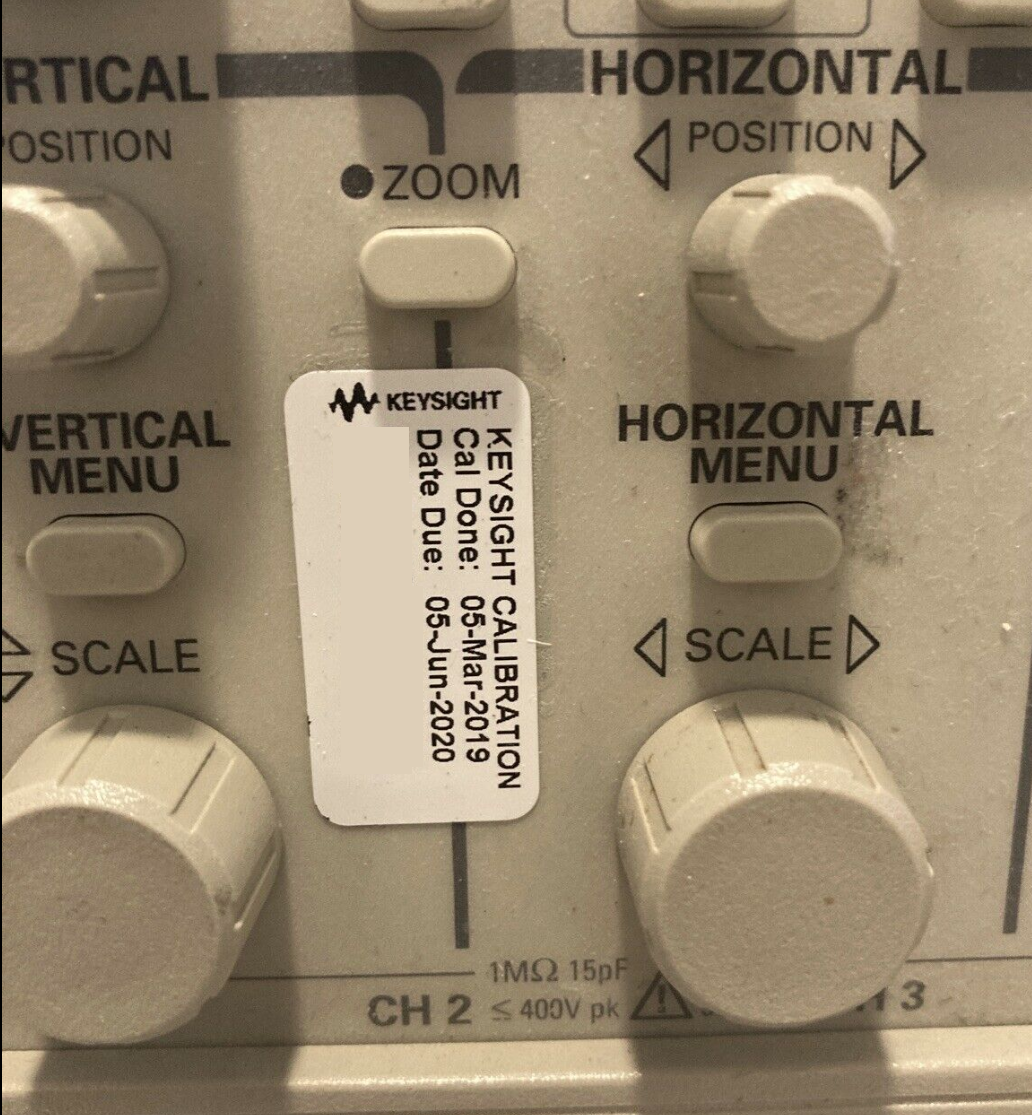 RTICAL
HORIZONTAL
POSITION
POSITION
ZOOM
KEYSIGHT
KEYSIGHT CALIBRATION
Cal Done: 05-Mar-2019
Date Due: 05-Jun-2020
VERTICAL
MENU
HORIZONTAL
MENU
SCALE
SCALE
1MΩ 15pF
CH 2 ≤ 400V pk
3